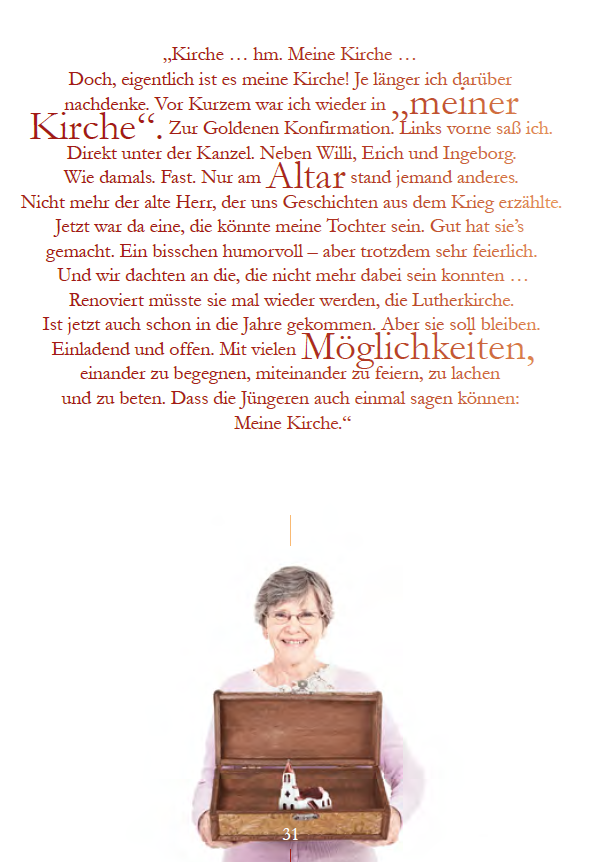 „Kirche … hm. Meine Kirche …
Doch, eigentlich ist es meine Kirche! Je länger ich darüber
nachdenke. Vor Kurzem war ich wieder in „meiner
Kirche“. Zur Goldenen Konfirmation. Links vorne saß ich.
Direkt unter der Kanzel. Neben Willi, Erich und Ingeborg.
Wie damals. Fast. Nur am Altar stand jemand anderes.
Nicht mehr der alte Herr, der uns Geschichten aus dem Krieg erzählte.
Jetzt war da eine, die könnte meine Tochter sein. Gut hat sie’s
gemacht. Ein bisschen humorvoll – aber trotzdem sehr feierlich.
Und wir dachten an die, die nicht mehr dabei sein konnten …
Renoviert müsste sie mal wieder werden, die Lutherkirche.
Ist jetzt auch schon in die Jahre gekommen. Aber sie soll bleiben.
Einladend und offen. Mit vielen Möglichkeiten,
einander zu begegnen, miteinander zu feiern, zu lachen
und zu beten. Dass die Jüngeren auch einmal sagen können:
Meine Kirche.“
31